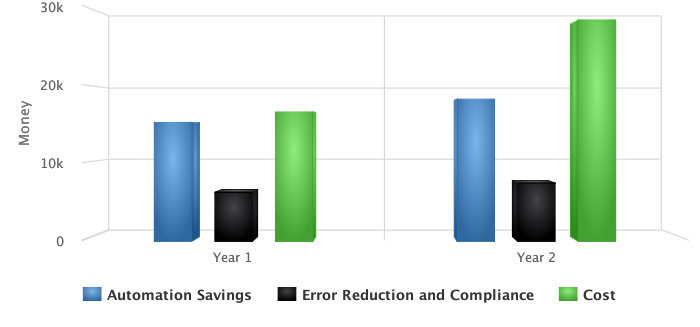 30k
20k
10k
0
Money
Year 1
Year 2
Automation Savings
Error Reduction and Compliance
Cost